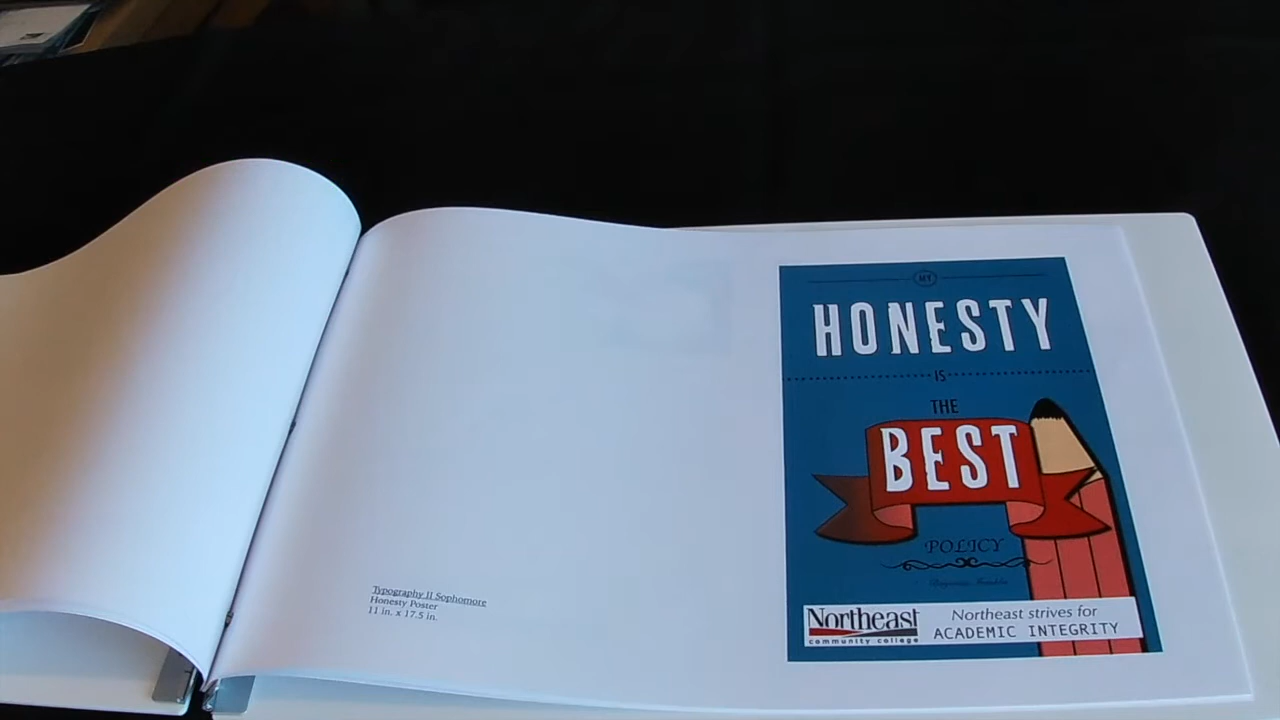 Typography II Sophomore
Honesty Poster
11 in. x 17.5 in.
MY
HONESTY
IS
THE
BEST
POLICY
Benjamin Franklin
Northeast
community college
Northeast strives for
ACADEMIC INTEGRITY